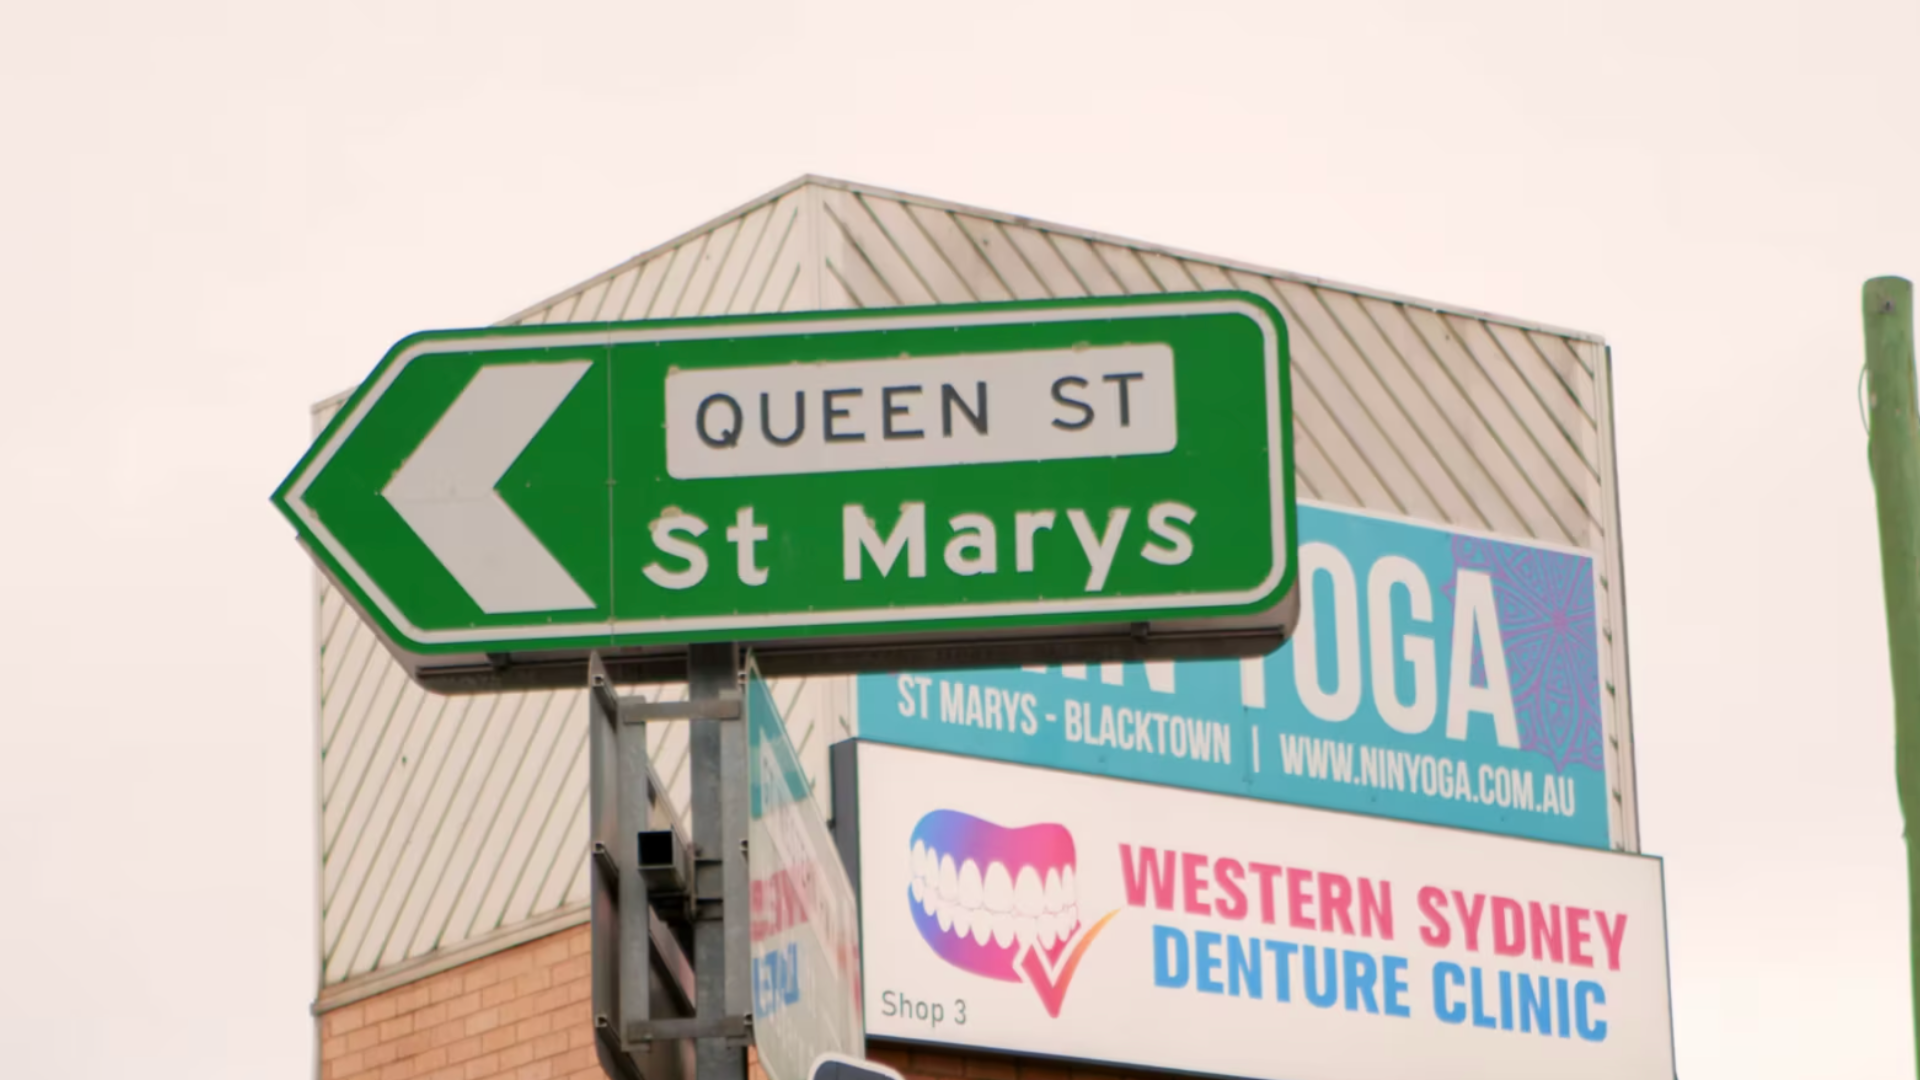 QUEEN ST
St Marys
YOGA
ST MARYS - BLACKTOWN | WWW.NINYOGA.COM.AU
WESTERN SYDNEY
DENTURE CLINIC
Shop 3